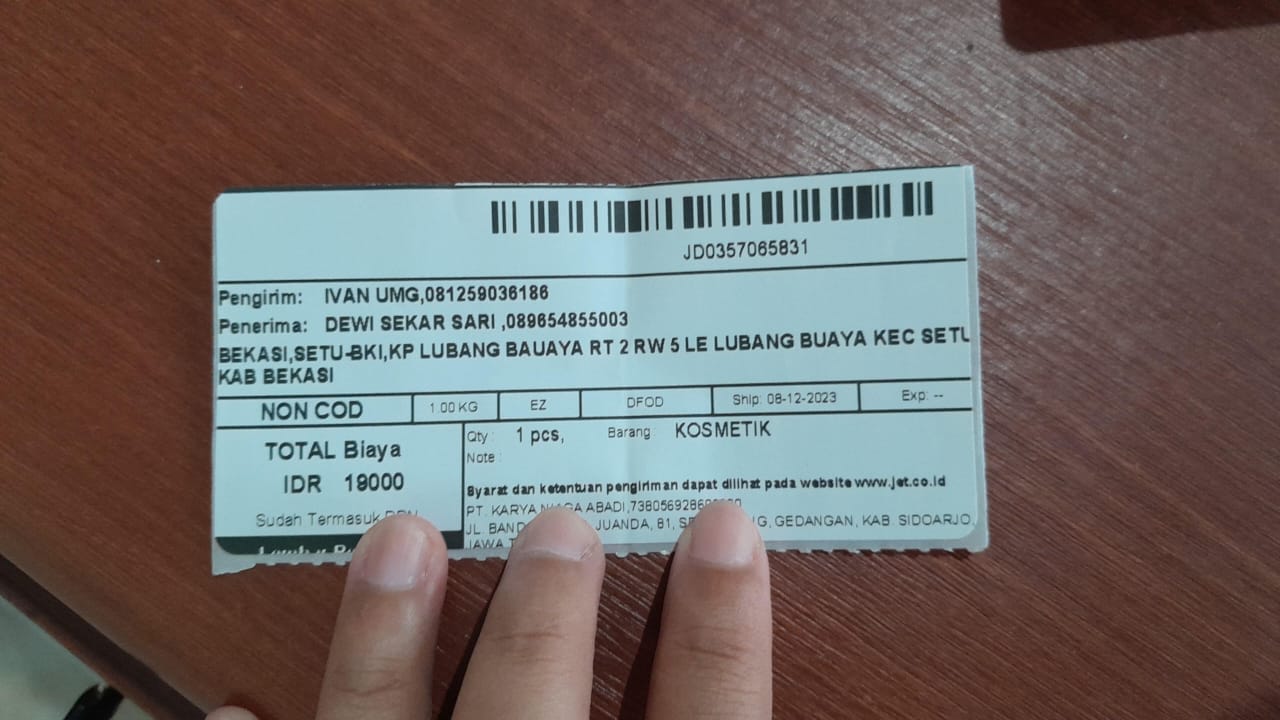 JD0357065831
Pengirim: IVAN UMG,081259036186
Penerima: DEWI SEKAR SARI ,089654855003
BEKASI,SETU-BKI,KP LUBANG BAUAYA RT 2 RW 5 LE LUBANG BUAYA KEC SETU
KAB BEKASI
NON COD 1.00 KG EZ DFOD Ship: 08-12-2023 Exp: --
TOTAL Biaya
IDR 19000
Sudah Termasuk
Qty : 1 pcs, Barang KOSMETIK
Note :
Syarat dan ketentuan pengiriman dapat dilihat pada website www.jet.co.id
PT. KARYA NIAGA ABADI,
JL. JUANDA, 81, GEDANGAN, KAB. SIDOARJO,
JAWA